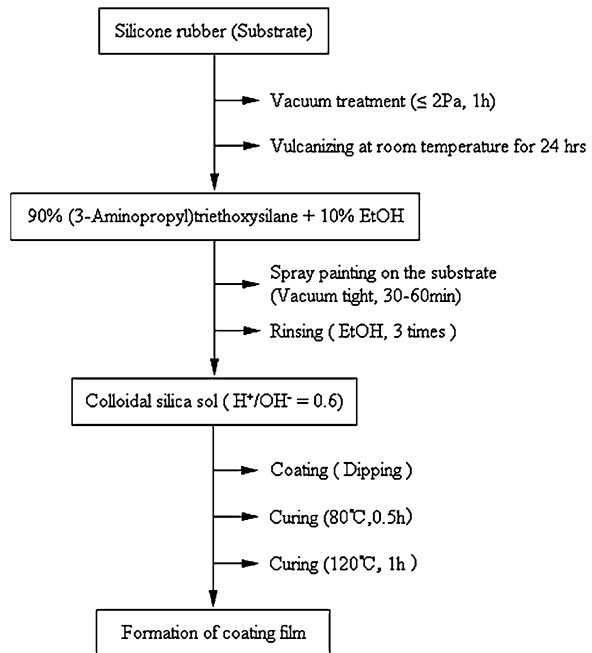 Silicone rubber (Substrate)
Vacuum treatment (≤ 2Pa, 1h)
Vulcanizing at room temperature for 24 hrs
90% (3-Aminopropyl)triethoxysilane + 10% EtOH
Spray painting on the substrate
(Vacuum tight, 30-60min)
Rinsing ( EtOH, 3 times )
Colloidal silica sol ( H⁺/OH⁻ = 0.6)
Coating ( Dipping )
Curing (80℃,0.5h)
Curing (120℃, 1h )
Formation of coating film